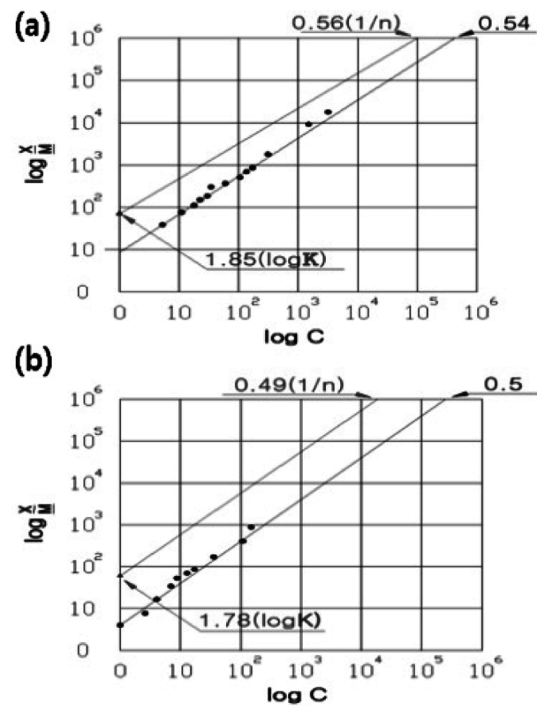 (a)
0.56(1/n)
0.54
10⁶
10⁵
10⁴
10³
10²
10
0
log X/M
1.85(logK)
0 10 10² 10³ 10⁴ 10⁵ 10⁶
log C
(b)
0.49(1/n)
0.5
10⁶
10⁵
10⁴
10³
10²
10
0
log X/M
1.78(logK)
0 10 10² 10³ 10⁴ 10⁵ 10⁶
log C